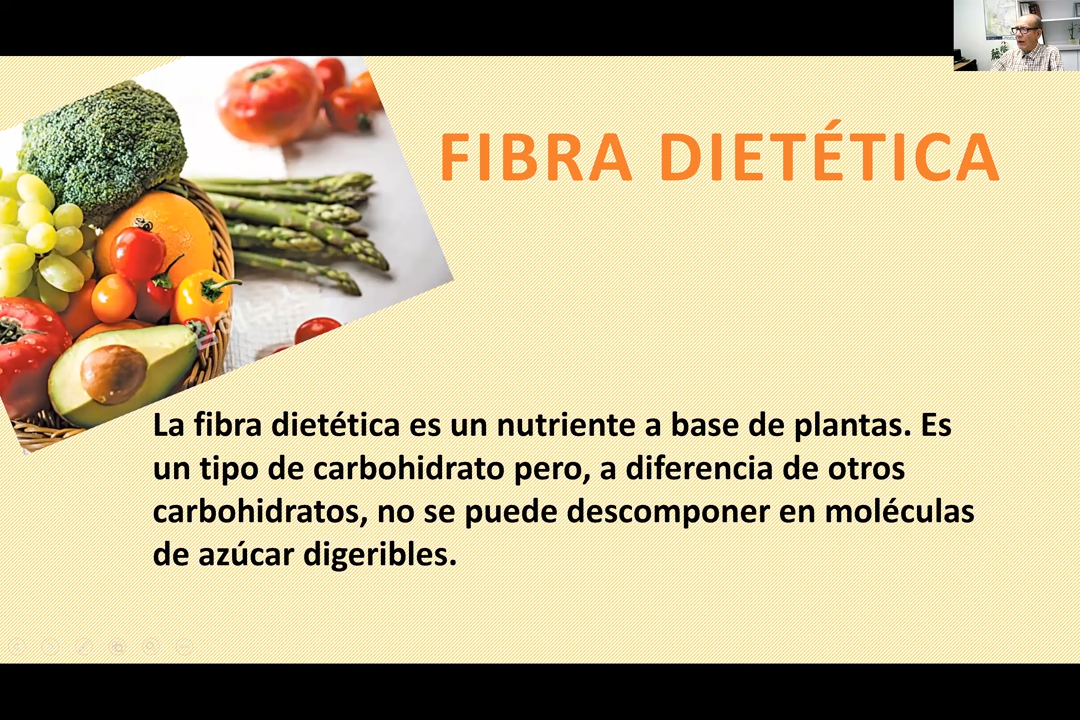 FIBRA DIETÉTICA
La fibra dietética es un nutriente a base de plantas. Es
un tipo de carbohidrato pero, a diferencia de otros
carbohidratos, no se puede descomponer en moléculas
de azúcar digeribles.